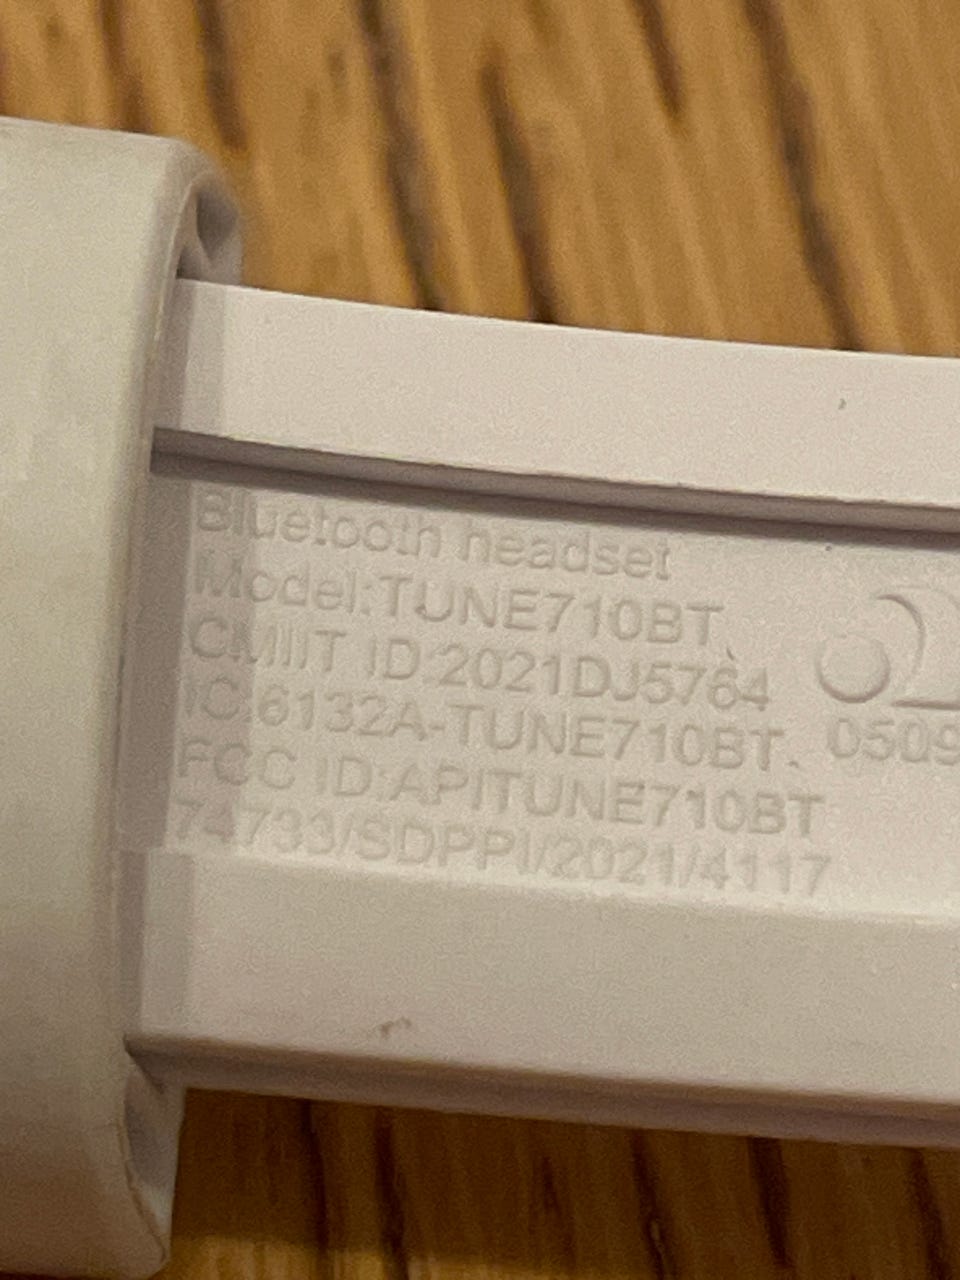 Bluetooth headset
Model:TUNE710BT
CMIIT ID:2021DJ5764
IC:6132A-TUNE710BT
FCC ID:APITUNE710BT
74733/SDPPI/2021/4117
0509